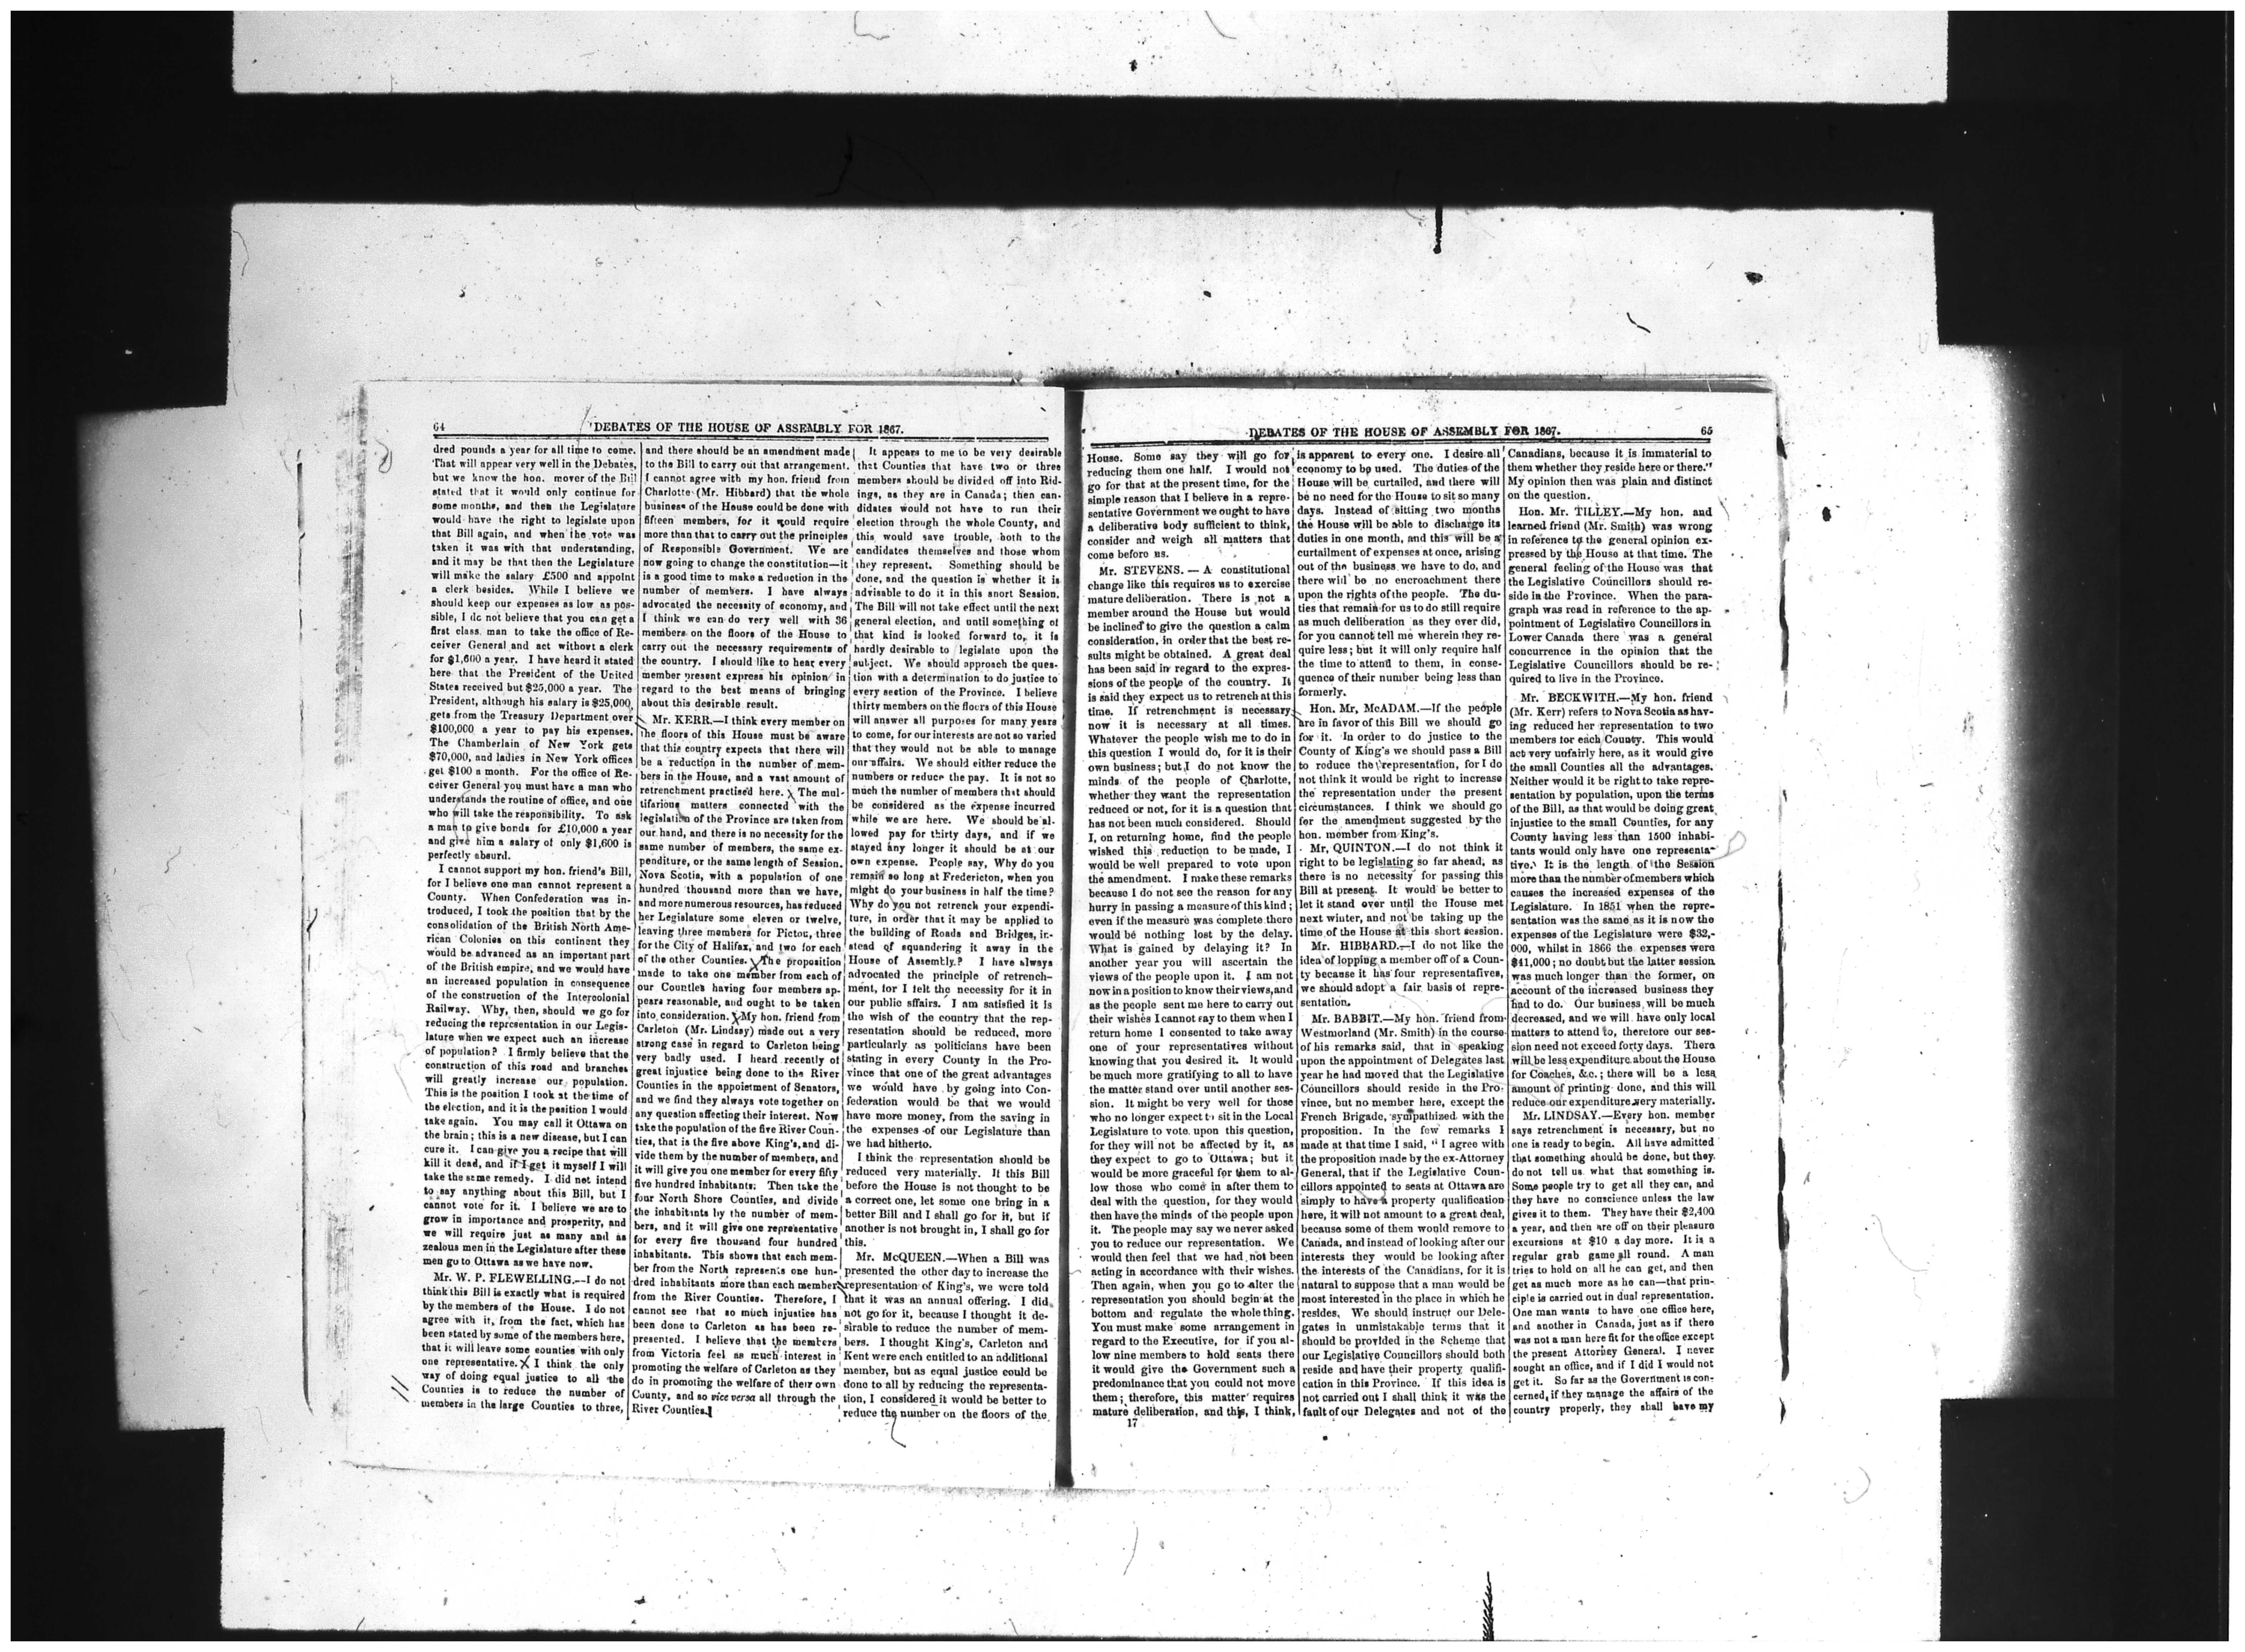 64
DEBATES OF THE HOUSE OF ASSEMBLY FOR 1867.
dred pounds a year for all time to come.
That will appear very well in the Debates,
but we know the hon. mover of the Bill
stated that it would only continue for
some months, and then the Legislature
would have the right to legislate upon
that Bill again, and when the vote was
taken it was with that understanding,
and it may be that then the Legislature
will make the salary £500 and appoint
a clerk besides. While I believe we
should keep our expenses as low as pos-
sible, I do not believe that you can get a
first class man to take the office of Re-
ceiver General and act without a clerk
for $1,600 a year. I have heard it stated
here that the President of the United
States received but $25,000 a year. The
President, although his salary is $25,000,
gets from the Treasury Department over
$100,000 a year to pay his expenses.
The Chamberlain of New York gets
$70,000, and ladies in New York offices
get $100 a month. For the office of Re-
ceiver General you must have a man who
understands the routine of office, and one
who will take the responsibility. To ask
a man to give bonds for £10,000 a year
and give him a salary of only $1,600 is
perfectly absurd.
I cannot support my hon. friend's Bill,
for I believe one man cannot represent a
County. When Confederation was in-
troduced, I took the position that by the
consolidation of the British North Ame-
rican Colonies on this continent they
would be advanced as an important part
of the British empire, and we would have
an increased population in consequence
of the construction of the Intercolonial
Railway. Why, then, should we go for
reducing the representation in our Legis-
lature when we expect such an increase
of population? I firmly believe that the
construction of this road and branches
will greatly increase our population.
This is the position I took at the time of
the election, and it is the position I would
take again. You may call it Ottawa on
the brain; this is a new disease, but I can
cure it. I can give you a recipe that will
kill it dead, and if I get it myself I will
take the same remedy. I did not intend
to say anything about this Bill, but I
cannot vote for it. I believe we are to
grow in importance and prosperity, and
we will require just as many and as
zealous men in the Legislature after these
men go to Ottawa as we have now.
Mr. W. P. FLEWELLING.--I do not
think this Bill is exactly what is required
by the members of the House. I do not
agree with it, from the fact, which has
been stated by some of the members here,
that it will leave some counties with only
one representative. I think the only
way of doing equal justice to all the
Counties is to reduce the number of
members in the large Counties to three,
and there should be an amendment made
to the Bill to carry out that arrangement.
I cannot agree with my hon. friend from
Charlotte (Mr. Hibbard) that the whole
business of the House could be done with
fifteen members, for it would require
more than that to carry out the principles
of Responsible Government. We are
now going to change the constitution—it
is a good time to make a reduction in the
number of members. I have always
advocated the necessity of economy, and
I think we can do very well with 36
members on the floors of the House to
carry out the necessary requirements of
the country. I should like to hear every
member present express his opinion in
regard to the best means of bringing
about this desirable result.
Mr. KERR.—I think every member on
the floors of this House must be aware
that this country expects that there will
be a reduction in the number of mem-
bers in the House, and a vast amount of
retrenchment practised here. The mul-
tifarious matters connected with the
legislation of the Province are taken from
our hand, and there is no necessity for the
same number of members, the same ex-
penditure, or the same length of Session.
Nova Scotia, with a population of one
hundred thousand more than we have,
and more numerous resources, has reduced
her Legislature some eleven or twelve,
leaving three members for Pictou, three
for the City of Halifax, and two for each
of the other Counties. The proposition
made to take one member from each of
our Counties having four members ap-
pears reasonable, and ought to be taken
into consideration. My hon. friend from
Carleton (Mr. Lindsay) made out a very
strong case in regard to Carleton being
very badly used. I heard recently of
great injustice being done to the River
Counties in the appointment of Senators,
and we find they always vote together on
any question affecting their interest. Now
take the population of the five River Coun-
ties, that is the five above King's, and di-
vide them by the number of members, and
it will give you one member for every fifty
five hundred inhabitants. Then take the
four North Shore Counties, and divide
the inhabitants by the number of mem-
bers, and it will give one representative
for every five thousand four hundred
inhabitants. This shows that each mem-
ber from the North represents one hun-
dred inhabitants more than each member
from the River Counties. Therefore, I
cannot see that so much injustice has
been done to Carleton as has been re-
presented. I believe that the members
from Victoria feel as much interest in
promoting the welfare of Carleton as they
do in promoting the welfare of their own
County, and so vice versa all through the
River Counties.
It appears to me to be very desirable
that Counties that have two or three
members should be divided off into Rid-
ings, as they are in Canada; then can-
didates would not have to run their
election through the whole County, and
this would save trouble, both to the
candidates themselves and those whom
they represent. Something should be
done, and the question is whether it is
advisable to do it in this snort Session.
The Bill will not take effect until the next
general election, and until something of
that kind is looked forward to, it is
hardly desirable to legislate upon the
subject. We should approach the ques-
tion with a determination to do justice to
every section of the Province. I believe
thirty members on the floors of this House
will answer all purposes for many years
to come, for our interests are not so varied
that they would not be able to manage
our affairs. We should either reduce the
numbers or reduce the pay. It is not so
much the number of members that should
be considered as the expense incurred
while we are here. We should be al-
lowed pay for thirty days, and if we
stayed any longer it should be at our
own expense. People say, Why do you
remain so long at Fredericton, when you
might do your business in half the time?
Why do you not retrench your expendi-
ture, in order that it may be applied to
the building of Roads and Bridges, in-
stead of squandering it away in the
House of Assembly? I have always
advocated the principle of retrench-
ment, for I felt the necessity for it in
our public affairs. I am satisfied it is
the wish of the country that the rep-
resentation should be reduced, more
particularly as politicians have been
stating in every County in the Pro-
vince that one of the great advantages
we would have by going into Con-
federation would be that we would
have more money, from the saving in
the expenses of our Legislature than
we had hitherto.
I think the representation should be
reduced very materially. If this Bill
before the House is not thought to be
a correct one, let some one bring in a
better Bill and I shall go for it, but if
another is not brought in, I shall go for
this.
Mr. McQUEEN.—When a Bill was
presented the other day to increase the
representation of King's, we were told
that it was an annual offering. I did
not go for it, because I thought it de-
sirable to reduce the number of mem-
bers. I thought King's, Carleton and
Kent were each entitled to an additional
member, but as equal justice could be
done to all by reducing the representa-
tion, I considered it would be better to
reduce the number on the floors of the
DEBATES OF THE HOUSE OF ASSEMBLY FOR 1867.
65
House. Some say they will go for
reducing them one half. I would not
go for that at the present time, for the
simple reason that I believe in a repre-
sentative Government we ought to have
a deliberative body sufficient to think,
consider and weigh all matters that
come before us.
Mr. STEVENS. — A constitutional
change like this requires us to exercise
mature deliberation. There is not a
member around the House but would
be inclined to give the question a calm
consideration, in order that the best re-
sults might be obtained. A great deal
has been said in regard to the expres-
sions of the people of the country. It
is said they expect us to retrench at this
time. If retrenchment is necessary
now it is necessary at all times.
Whatever the people wish me to do in
this question I would do, for it is their
own business; but I do not know the
minds of the people of Charlotte,
whether they want the representation
reduced or not, for it is a question that
has not been much considered. Should
I, on returning home, find the people
wished this reduction to be made, I
would be well prepared to vote upon
the amendment. I make these remarks
because I do not see the reason for any
hurry in passing a measure of this kind;
even if the measure was complete there
would be nothing lost by the delay.
What is gained by delaying it? In
another year you will ascertain the
views of the people upon it. I am not
now in a position to know their views, and
as the people sent me here to carry out
their wishes I cannot say to them when I
return home I consented to take away
one of your representatives without
knowing that you desired it. It would
be much more gratifying to all to have
the matter stand over until another ses-
sion. It might be very well for those
who no longer expect to sit in the Local
Legislature to vote upon this question,
for they will not be affected by it, as
they expect to go to Ottawa; but it
would be more graceful for them to al-
low those who come in after them to
deal with the question, for they would
then have the minds of the people upon
it. The people may say we never asked
you to reduce our representation. We
would then feel that we had not been
acting in accordance with their wishes.
Then again, when you go to alter the
representation you should begin at the
bottom and regulate the whole thing.
You must make some arrangement in
regard to the Executive, for if you al-
low nine members to hold seats there
it would give the Government such a
predominance that you could not move
them; therefore, this matter requires
mature deliberation, and this, I think,
17
is apparent to every one. I desire all
economy to be used. The duties of the
House will be curtailed, and there will
be no need for the House to sit so many
days. Instead of sitting two months
the House will be able to discharge its
duties in one month, and this will be a
curtailment of expenses at once, arising
out of the business we have to do, and
there will be no encroachment there
upon the rights of the people. The du-
ties that remain for us to do still require
as much deliberation as they ever did,
for you cannot tell me wherein they re-
quire less; but it will only require half
the time to attend to them, in conse-
quence of their number being less than
formerly.
Hon. Mr. McADAM.—If the people
are in favor of this Bill we should go
for it. In order to do justice to the
County of King's we should pass a Bill
to reduce the representation, for I do
not think it would be right to increase
the representation under the present
circumstances. I think we should go
for the amendment suggested by the
hon. member from King's.
Mr. QUINTON.—I do not think it
right to be legislating so far ahead, as
there is no necessity for passing this
Bill at present. It would be better to
let it stand over until the House met
next winter, and not be taking up the
time of the House at this short session.
Mr. HIBBARD.—I do not like the
idea of lopping a member off of a Coun-
ty because it has four representatives,
we should adopt a fair basis of repre-
sentation.
Mr. BABBIT.—My hon. friend from
Westmorland (Mr. Smith) in the course
of his remarks said, that in speaking
upon the appointment of Delegates last
year he had moved that the Legislative
Councillors should reside in the Pro-
vince, but no member here, except the
French Brigade, sympathized with the
proposition. In the few remarks I
made at that time I said, " I agree with
the proposition made by the ex-Attorney
General, that if the Legislative Coun-
cillors appointed to seats at Ottawa are
simply to have a property qualification
here, it will not amount to a great deal,
because some of them would remove to
Canada, and instead of looking after our
interests they would be looking after
the interests of the Canadians, for it is
natural to suppose that a man would be
most interested in the place in which he
resides. We should instruct our Dele-
gates in unmistakable terms that it
should be provided in the Scheme that
our Legislative Councillors should both
reside and have their property qualifi-
cation in this Province. If this idea is
not carried out I shall think it was the
fault of our Delegates and not of the
Canadians, because it is immaterial to
them whether they reside here or there."
My opinion then was plain and distinct
on the question.
Hon. Mr. TILLEY.—My hon. and
learned friend (Mr. Smith) was wrong
in reference to the general opinion ex-
pressed by the House at that time. The
general feeling of the House was that
the Legislative Councillors should re-
side in the Province. When the para-
graph was read in reference to the ap-
pointment of Legislative Councillors in
Lower Canada there was a general
concurrence in the opinion that the
Legislative Councillors should be re-
quired to live in the Province.
Mr. BECKWITH.—My hon. friend
(Mr. Kerr) refers to Nova Scotia as hav-
ing reduced her representation to two
members for each County. This would
act very unfairly here, as it would give
the small Counties all the advantages.
Neither would it be right to take repre-
sentation by population, upon the terms
of the Bill, as that would be doing great
injustice to the small Counties, for any
County having less than 1500 inhabi-
tants would only have one representa-
tive. It is the length of the Session
more than the number of members which
causes the increased expenses of the
Legislature. In 1851 when the repre-
sentation was the same as it is now the
expenses of the Legislature were $32,-
000, whilst in 1866 the expenses were
$41,000; no doubt but the latter session
was much longer than the former, on
account of the increased business they
had to do. Our business will be much
decreased, and we will have only local
matters to attend to, therefore our ses-
sion need not exceed forty days. There
will be less expenditure about the House
for Coaches, &c.; there will be a less
amount of printing done, and this will
reduce our expenditure very materially.
Mr. LINDSAY.—Every hon. member
says retrenchment is necessary, but no
one is ready to begin. All have admitted
that something should be done, but they
do not tell us what that something is.
Some people try to get all they can, and
they have no conscience unless the law
gives it to them. They have their $2,400
a year, and then are off on their pleasure
excursions at $10 a day more. It is a
regular grab game all round. A man
tries to hold on all he can get, and then
get as much more as he can—that prin-
ciple is carried out in dual representation.
One man wants to have one office here,
and another in Canada, just as if there
was not a man here fit for the office except
the present Attorney General. I never
sought an office, and if I did I would not
get it. So far as the Government is con-
cerned, if they manage the affairs of the
country properly, they shall have my